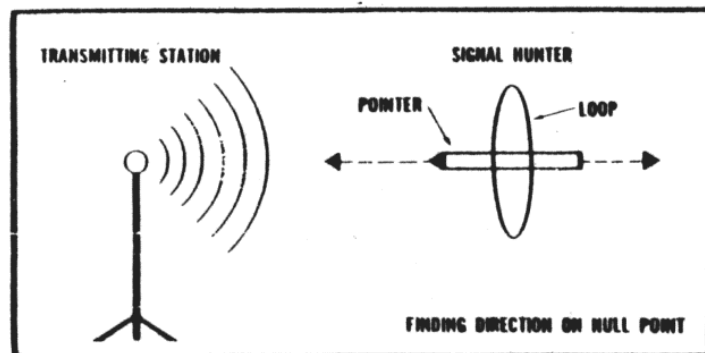 TRANSMITTING STATION
SIGNAL HUNTER
POINTER
LOOP
FINDING DIRECTION ON NULL POINT